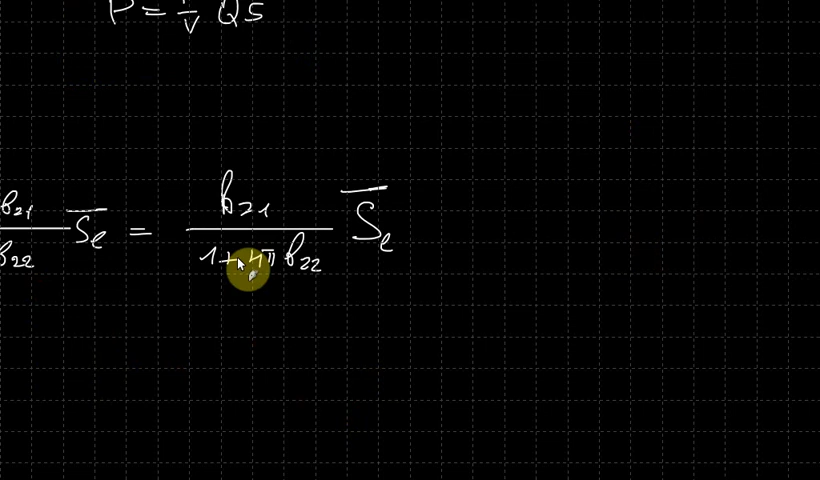 P = 1/V QS
b₂₁/b₂₂ S̄ₑ = b₂₁/(1+4π b₂₂) S̄ₑ